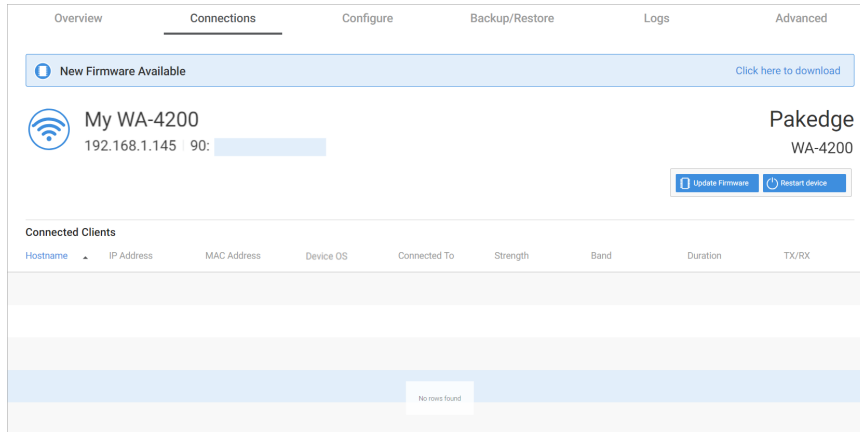 Overview Connections Configure Backup/Restore Logs Advanced
New Firmware Available Click here to download
My WA-4200 Pakedge
192.168.1.145 90: WA-4200
Update Firmware Restart device
Connected Clients
Hostname IP Address MAC Address Device OS Connected To Strength Band Duration TX/RX
No rows found